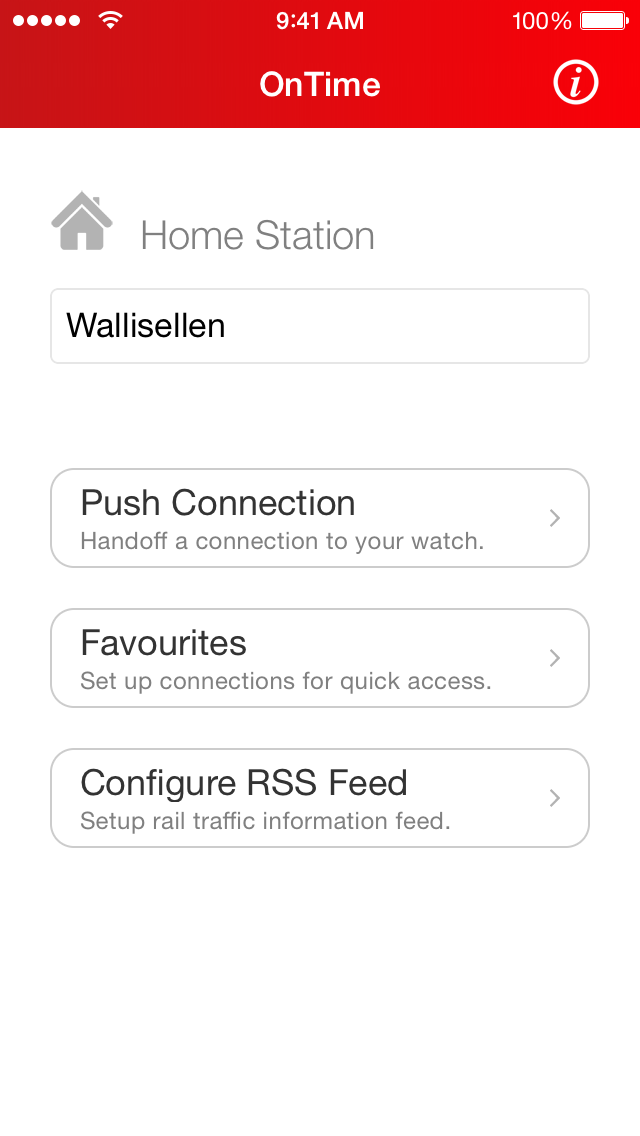 9:41 AM
100%
OnTime
i
Home Station
Wallisellen
Push Connection
Handoff a connection to your watch.
Favourites
Set up connections for quick access.
Configure RSS Feed
Setup rail traffic information feed.